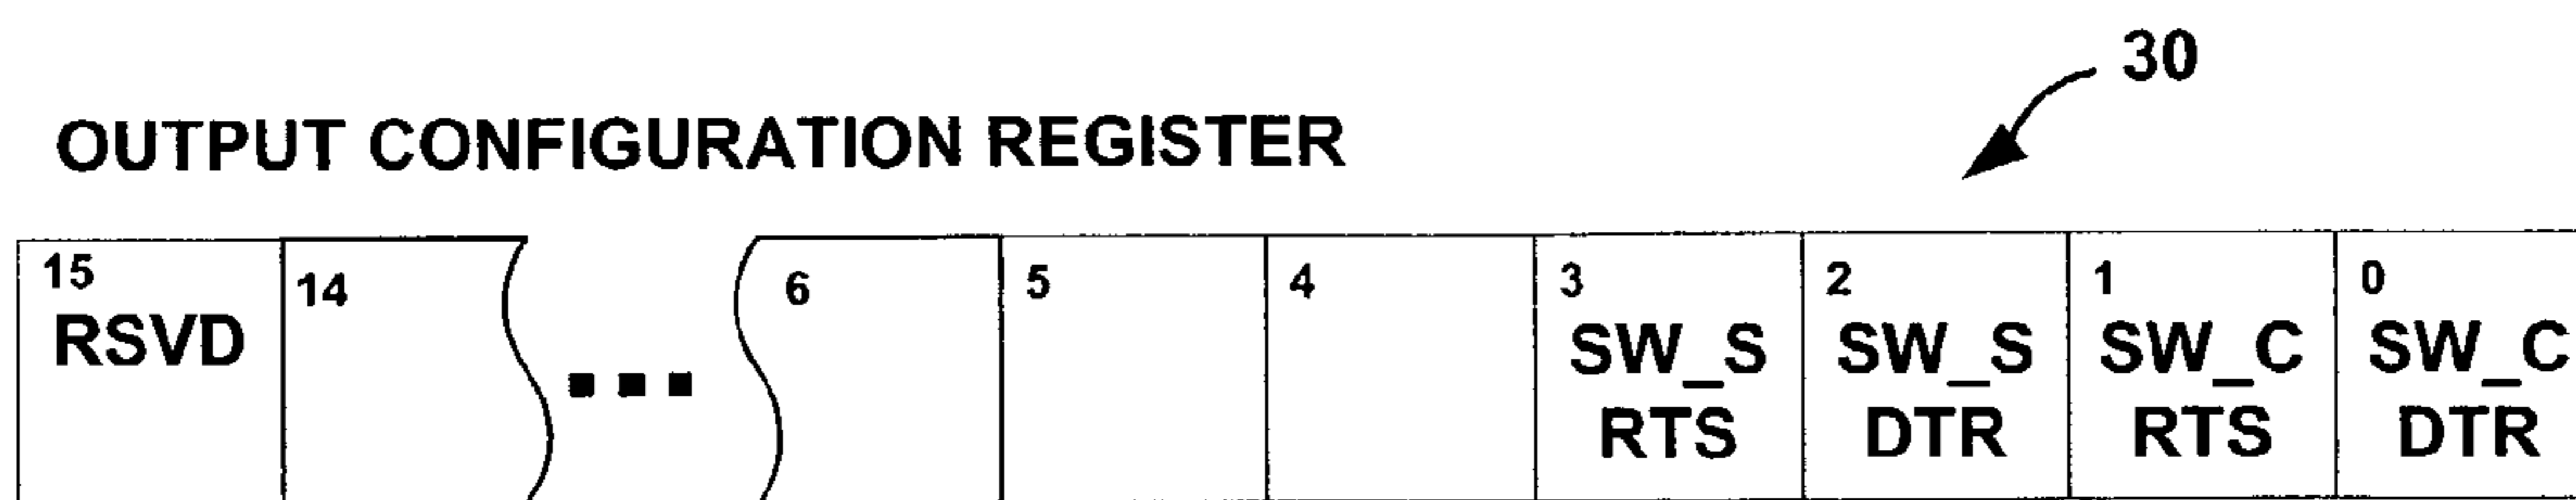 30
OUTPUT CONFIGURATION REGISTER
15 14 6 5 4 3 2 1 0
RSVD SW_S SW_S SW_C SW_C
RTS DTR RTS DTR